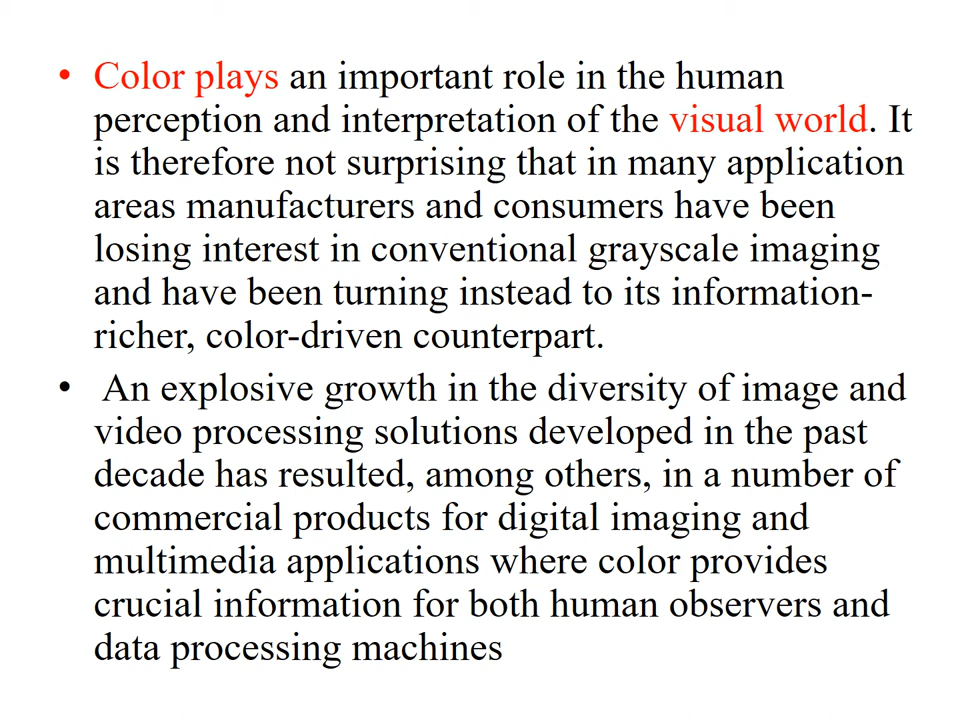 • Color plays an important role in the human
perception and interpretation of the visual world. It
is therefore not surprising that in many application
areas manufacturers and consumers have been
losing interest in conventional grayscale imaging
and have been turning instead to its information-
richer, color-driven counterpart.
• An explosive growth in the diversity of image and
video processing solutions developed in the past
decade has resulted, among others, in a number of
commercial products for digital imaging and
multimedia applications where color provides
crucial information for both human observers and
data processing machines